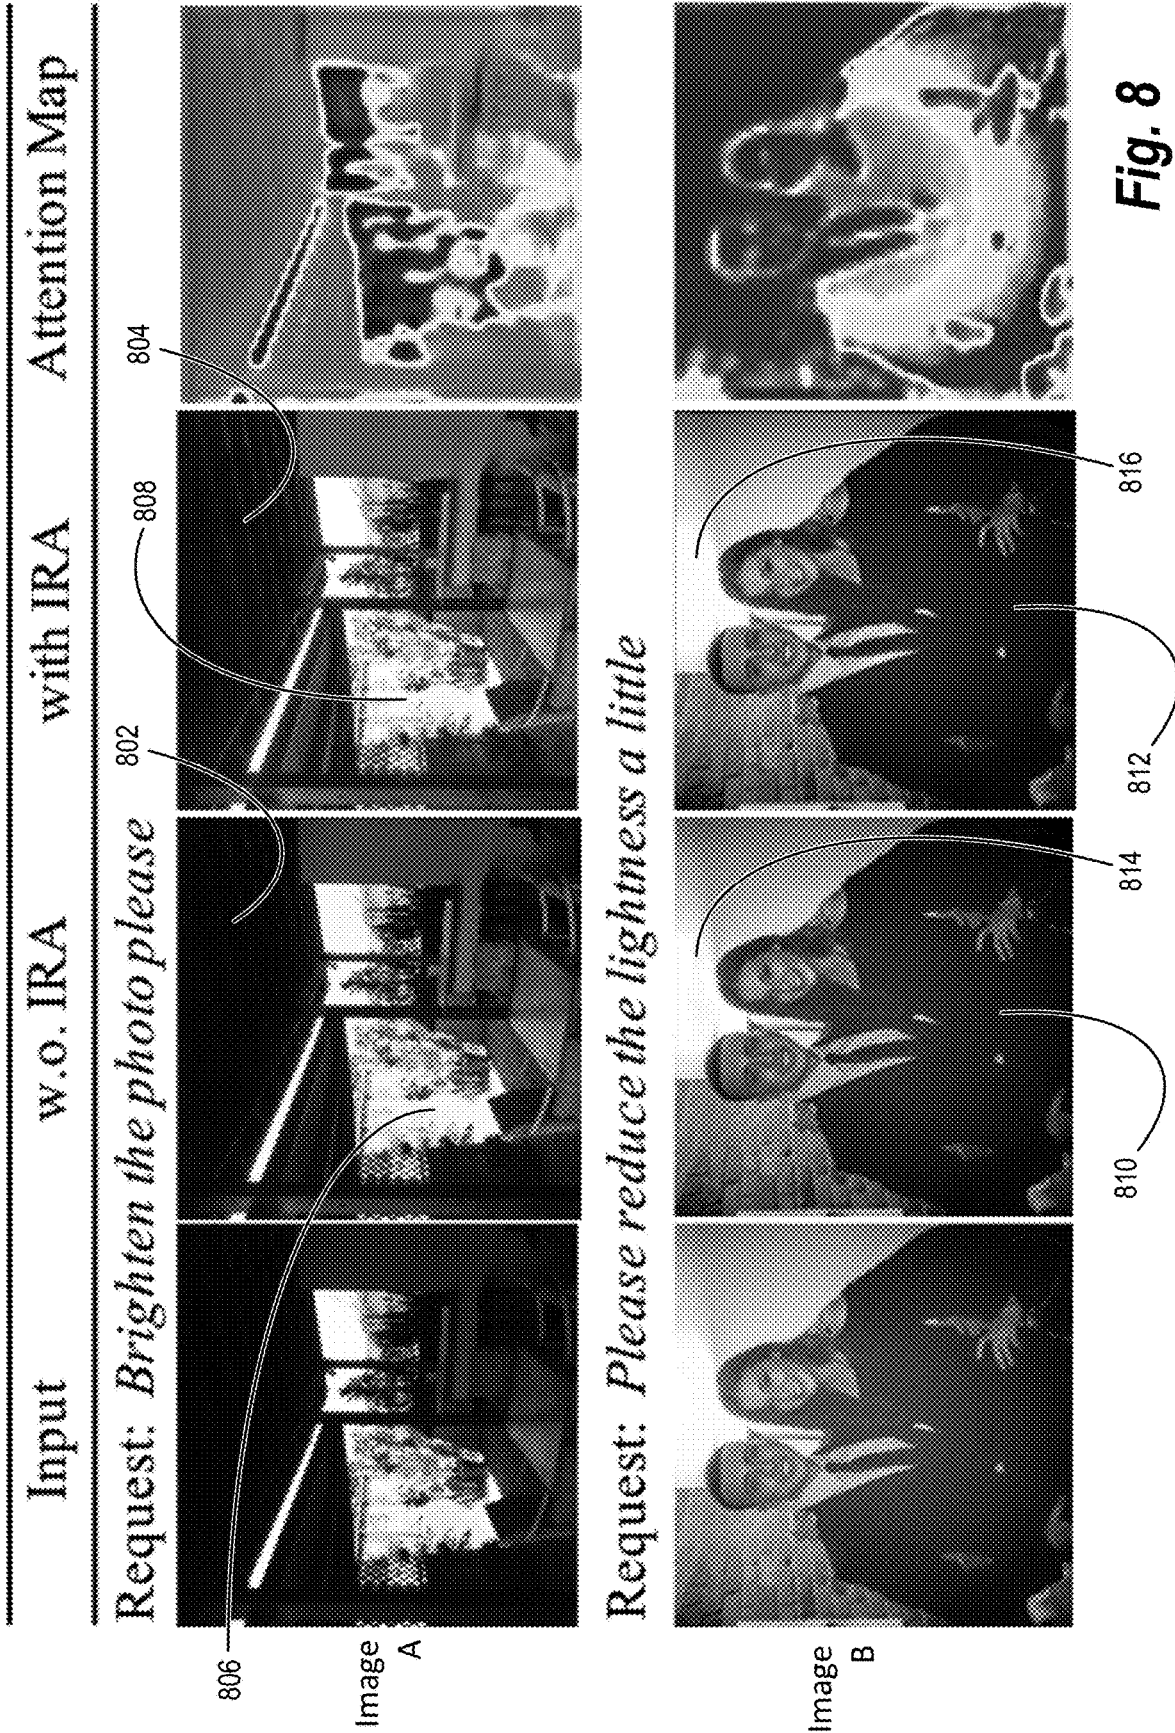 Input w.o. IRA with IRA Attention Map
Request: Brighten the photo please
802
804
806
808
Image
A
Request: Please reduce the lightness a little
Image
B
810
814
812
816
Fig. 8